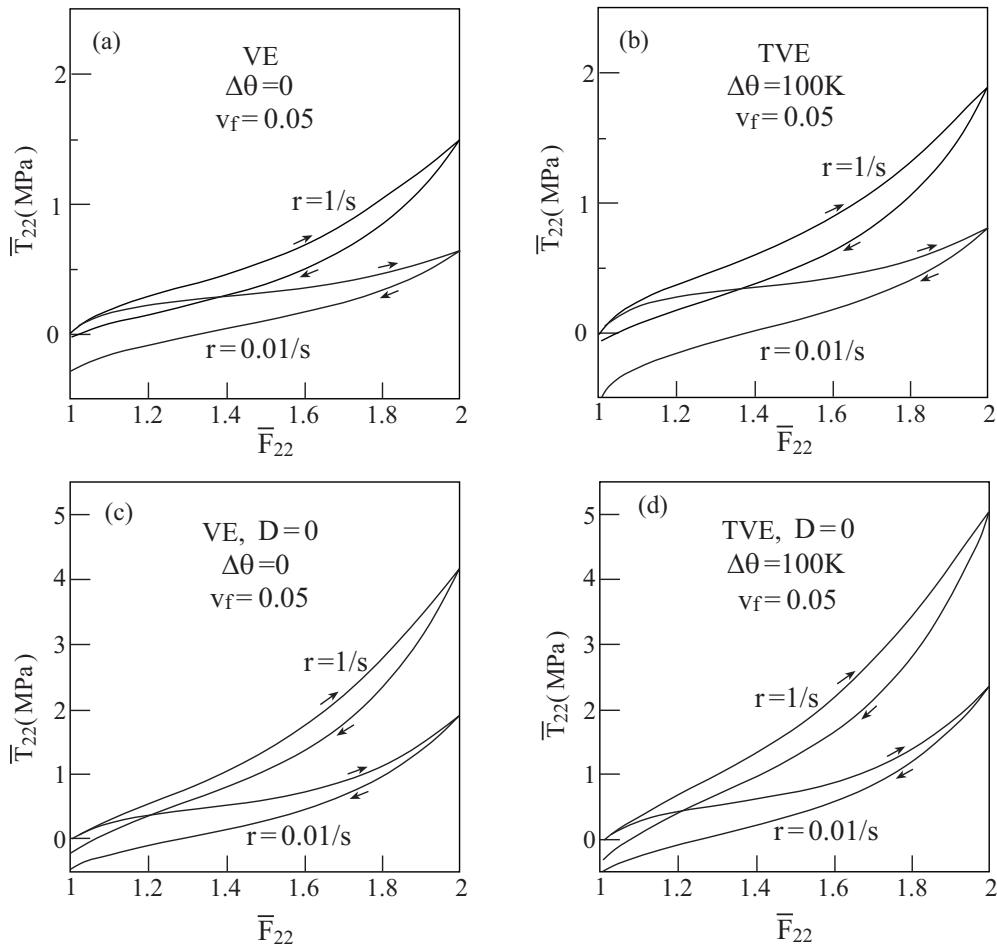 (a)
VE
Δθ=0
vf = 0.05
r=1/s
r=0.01/s
T̅22(MPa)
2
1
0
1 1.2 1.4 1.6 1.8 2
F̅22
(b)
TVE
Δθ=100K
vf = 0.05
r=1/s
r=0.01/s
T̅22(MPa)
2
1
0
1 1.2 1.4 1.6 1.8 2
F̅22
(c)
VE, D=0
Δθ=0
vf = 0.05
r=1/s
r=0.01/s
T̅22(MPa)
5
4
3
2
1
0
1 1.2 1.4 1.6 1.8 2
F̅22
(d)
TVE, D=0
Δθ=100K
vf = 0.05
r=1/s
r=0.01/s
T̅22(MPa)
5
4
3
2
1
0
1 1.2 1.4 1.6 1.8 2
F̅22